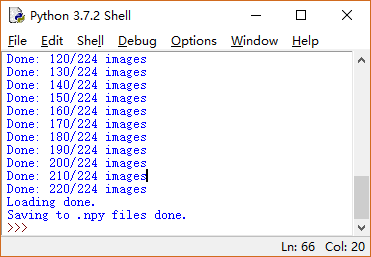 Python 3.7.2 Shell
File Edit Shell Debug Options Window Help
Done: 120/224 images
Done: 130/224 images
Done: 140/224 images
Done: 150/224 images
Done: 160/224 images
Done: 170/224 images
Done: 180/224 images
Done: 190/224 images
Done: 200/224 images
Done: 210/224 images
Done: 220/224 images
Loading done.
Saving to .npy files done.
>>>
Ln: 66 Col: 20